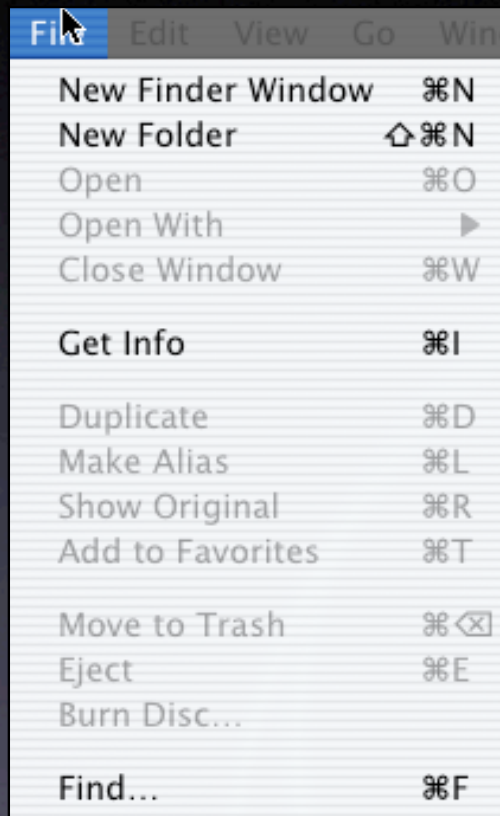 File Edit View Go Win
New Finder Window ⌘N
New Folder ⇧⌘N
Open ⌘O
Open With ▶
Close Window ⌘W
Get Info ⌘I
Duplicate ⌘D
Make Alias ⌘L
Show Original ⌘R
Add to Favorites ⌘T
Move to Trash ⌘⌫
Eject ⌘E
Burn Disc...
Find... ⌘F